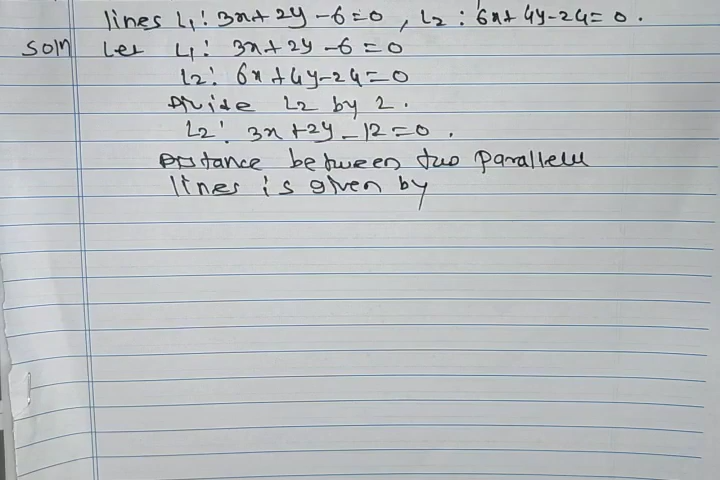 lines L₁: 3x+2y-6=0, L₂: 6x+4y-24=0.
soln Let L₁: 3x+2y-6=0
L₂: 6x+4y-24=0
Divide L₂ by 2.
L₂: 3x+2y-12=0.
Distance between two parallell
lines is given by